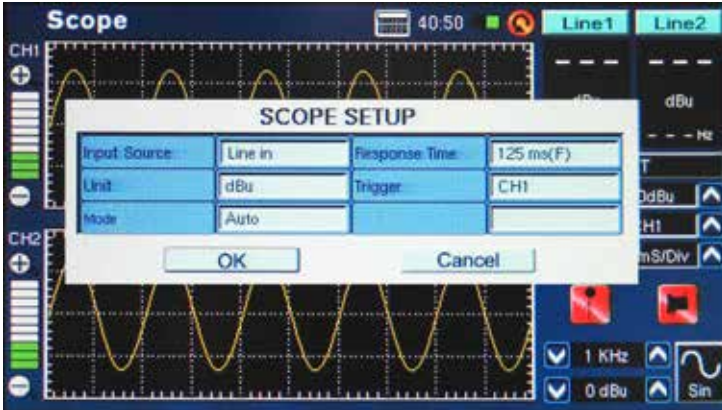 Scope 40:50 Line1 Line2
CH1
--- ---
dBu
--- Hz
SCOPE SETUP
Input Source: Line in Response Time: 125 ms(F)
Unit: dBu Trigger: CH1
Mode Auto
OK Cancel
T
0dBu
CH1
CH2
mS/Div
1 KHz
0 dBu Sin